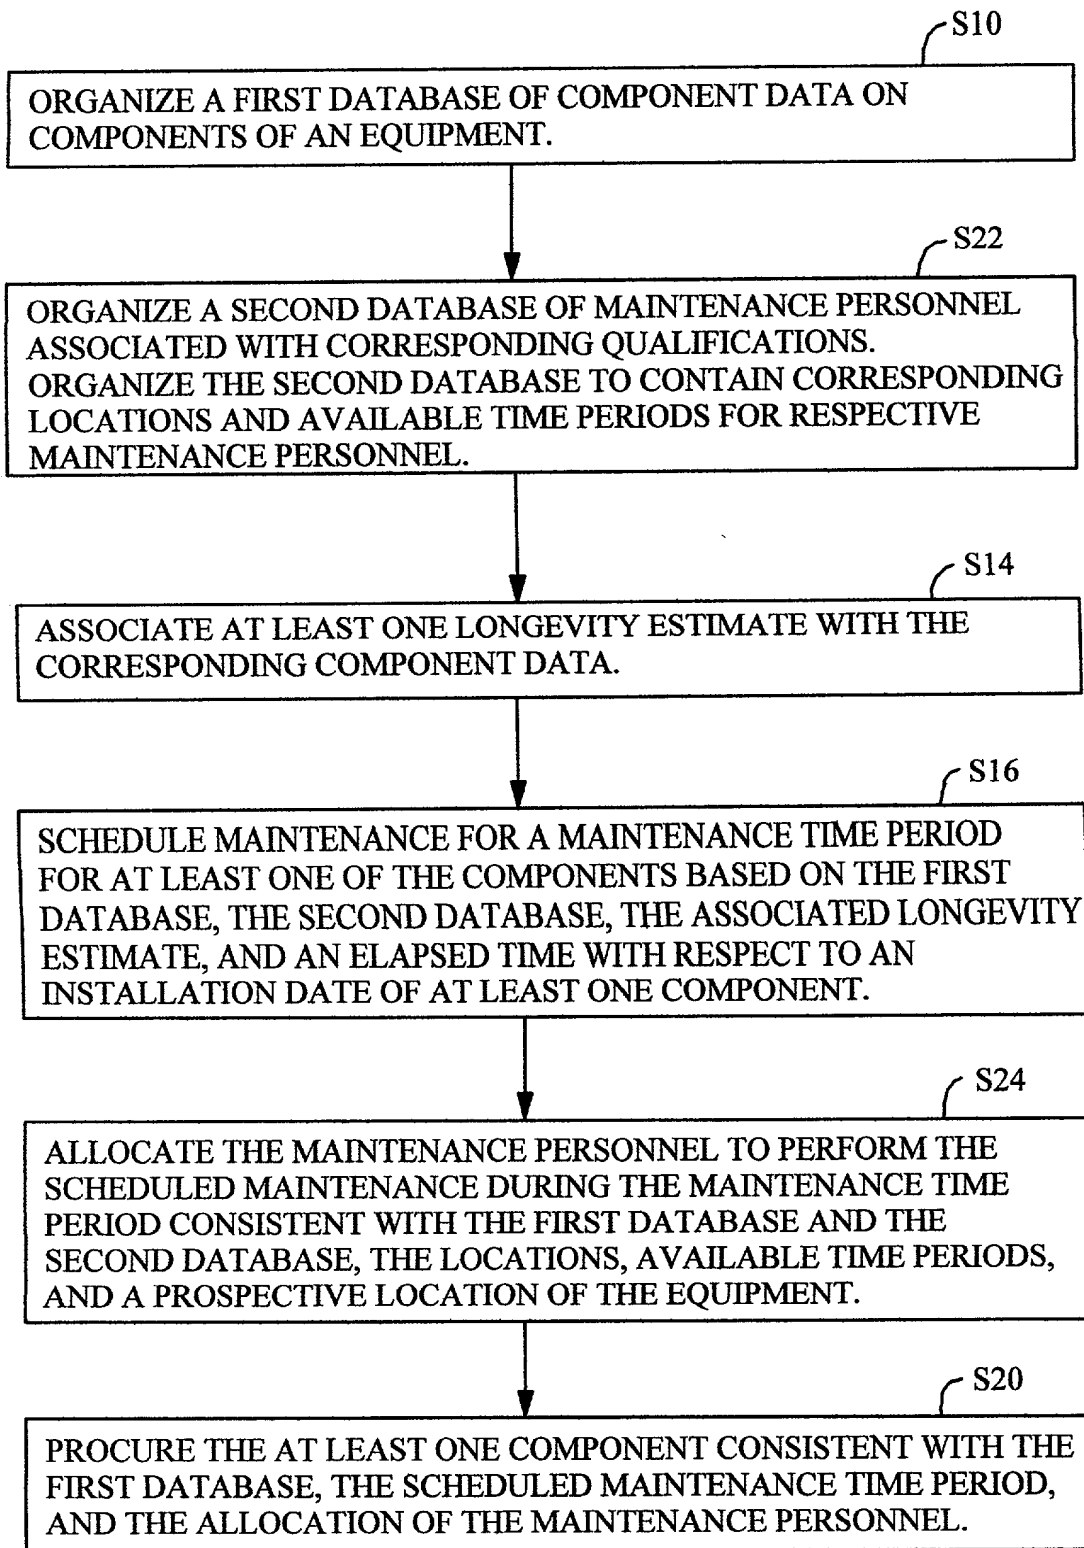 S10
ORGANIZE A FIRST DATABASE OF COMPONENT DATA ON
COMPONENTS OF AN EQUIPMENT.
S22
ORGANIZE A SECOND DATABASE OF MAINTENANCE PERSONNEL
ASSOCIATED WITH CORRESPONDING QUALIFICATIONS.
ORGANIZE THE SECOND DATABASE TO CONTAIN CORRESPONDING
LOCATIONS AND AVAILABLE TIME PERIODS FOR RESPECTIVE
MAINTENANCE PERSONNEL.
S14
ASSOCIATE AT LEAST ONE LONGEVITY ESTIMATE WITH THE
CORRESPONDING COMPONENT DATA.
S16
SCHEDULE MAINTENANCE FOR A MAINTENANCE TIME PERIOD
FOR AT LEAST ONE OF THE COMPONENTS BASED ON THE FIRST
DATABASE, THE SECOND DATABASE, THE ASSOCIATED LONGEVITY
ESTIMATE, AND AN ELAPSED TIME WITH RESPECT TO AN
INSTALLATION DATE OF AT LEAST ONE COMPONENT.
S24
ALLOCATE THE MAINTENANCE PERSONNEL TO PERFORM THE
SCHEDULED MAINTENANCE DURING THE MAINTENANCE TIME
PERIOD CONSISTENT WITH THE FIRST DATABASE AND THE
SECOND DATABASE, THE LOCATIONS, AVAILABLE TIME PERIODS,
AND A PROSPECTIVE LOCATION OF THE EQUIPMENT.
S20
PROCURE THE AT LEAST ONE COMPONENT CONSISTENT WITH THE
FIRST DATABASE, THE SCHEDULED MAINTENANCE TIME PERIOD,
AND THE ALLOCATION OF THE MAINTENANCE PERSONNEL.